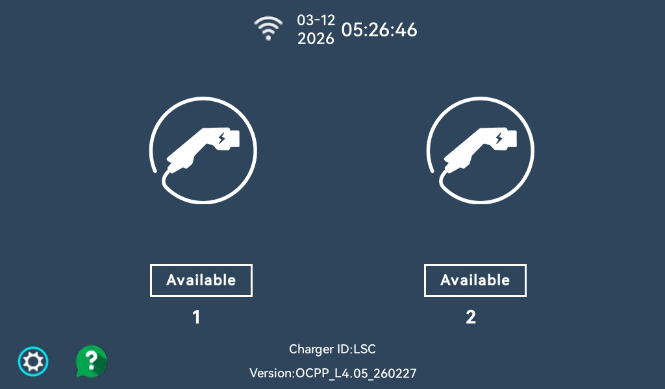 03-12
2026 05:26:46
Available
Available
1
2
?
Charger ID:LSC
Version:OCPP_L4.05_260227